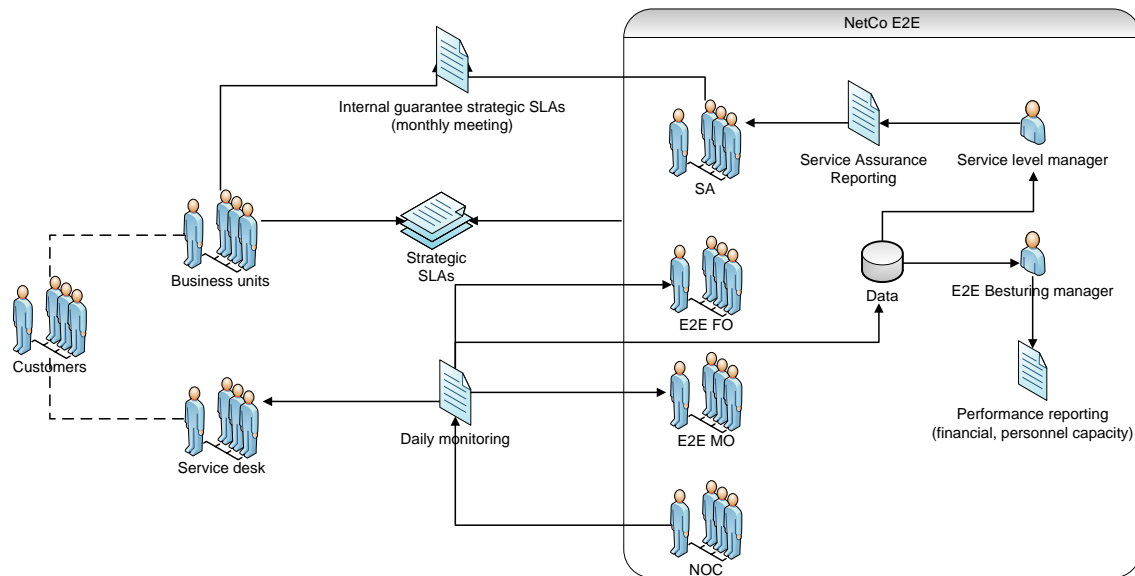 NetCo E2E
Internal guarantee strategic SLAs
(monthly meeting)
SA
Service Assurance
Reporting
Service level manager
Business units
Strategic
SLAs
E2E FO
Data
E2E Besturing manager
Customers
Service desk
Daily monitoring
E2E MO
Performance reporting
(financial, personnel capacity)
NOC